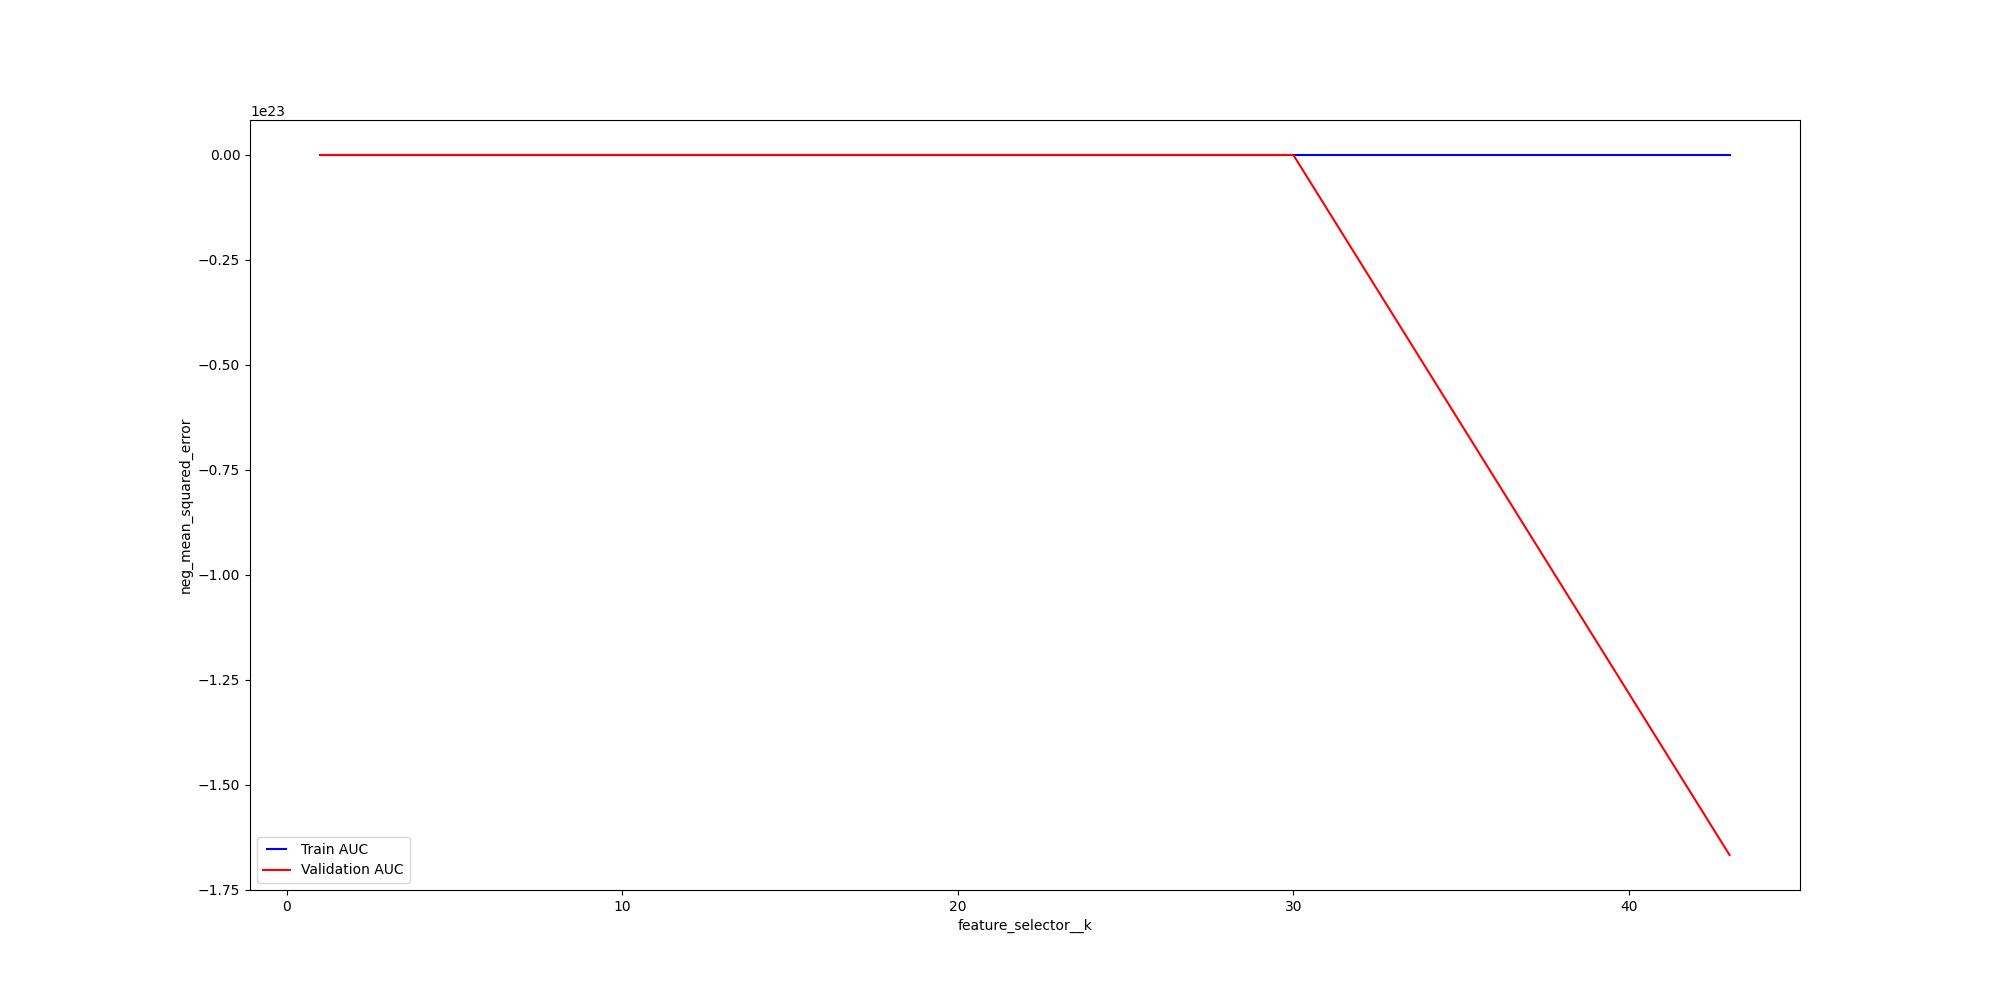 1e23
0.00
−0.25
−0.50
−0.75
−1.00
−1.25
−1.50
−1.75
neg_mean_squared_error
Train AUC
Validation AUC
0 10 20 30 40
feature_selector__k